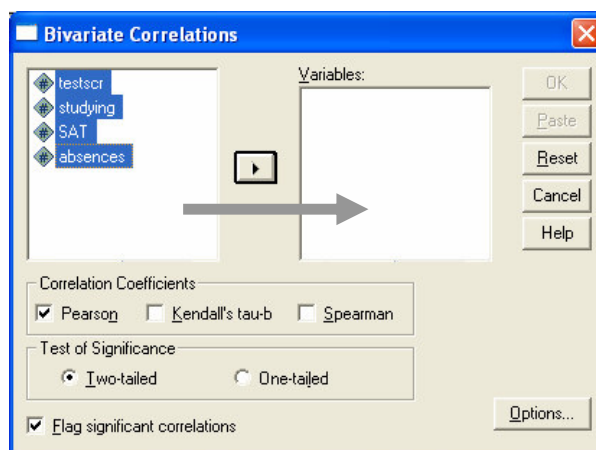 Bivariate Correlations
testscr
studying
SAT
absences
Variables:
OK
Paste
Reset
Cancel
Help
Correlation Coefficients
Pearson Kendall's tau-b Spearman
Test of Significance
Two-tailed One-tailed
Flag significant correlations
Options...